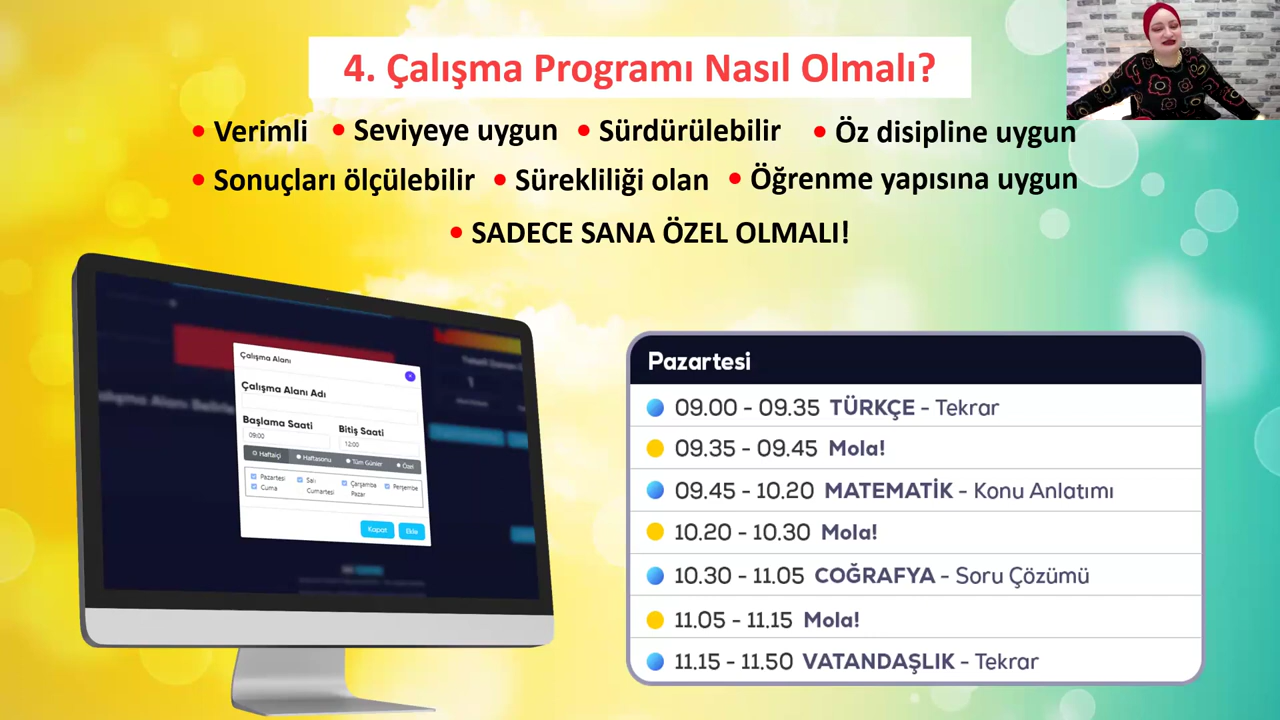 4. Çalışma Programı Nasıl Olmalı?
• Verimli • Seviyeye uygun • Sürdürülebilir • Öz disipline uygun
• Sonuçları ölçülebilir • Sürekliliği olan • Öğrenme yapısına uygun
• SADECE SANA ÖZEL OLMALI!
Çalışma Alanı
Çalışma Alanı Adı
Başlama Saati Bitiş Saati
09:00 12:00
Haftaiçi Haftasonu Tüm Günler Özel
Pazartesi Salı Çarşamba Perşembe
Cuma Cumartesi Pazar
Kapat Ekle
Pazartesi
09.00 - 09.35 TÜRKÇE - Tekrar
09.35 - 09.45 Mola!
09.45 - 10.20 MATEMATİK - Konu Anlatımı
10.20 - 10.30 Mola!
10.30 - 11.05 COĞRAFYA - Soru Çözümü
11.05 - 11.15 Mola!
11.15 - 11.50 VATANDAŞLIK - Tekrar